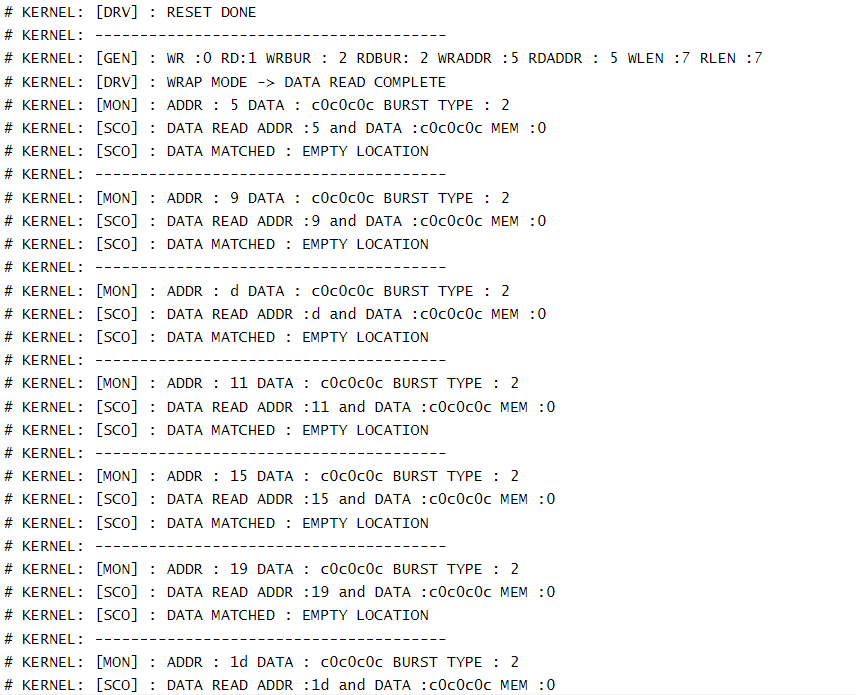 # KERNEL: [DRV] : RESET DONE
# KERNEL: ---------------------------------------
# KERNEL: [GEN] : WR :0 RD:1 WRBUR : 2 RDBUR: 2 WRADDR :5 RDADDR : 5 WLEN :7 RLEN :7
# KERNEL: [DRV] : WRAP MODE -> DATA READ COMPLETE
# KERNEL: [MON] : ADDR : 5 DATA : c0c0c0c BURST TYPE : 2
# KERNEL: [SCO] : DATA READ ADDR :5 and DATA :c0c0c0c MEM :0
# KERNEL: [SCO] : DATA MATCHED : EMPTY LOCATION
# KERNEL: ---------------------------------------
# KERNEL: [MON] : ADDR : 9 DATA : c0c0c0c BURST TYPE : 2
# KERNEL: [SCO] : DATA READ ADDR :9 and DATA :c0c0c0c MEM :0
# KERNEL: [SCO] : DATA MATCHED : EMPTY LOCATION
# KERNEL: ---------------------------------------
# KERNEL: [MON] : ADDR : d DATA : c0c0c0c BURST TYPE : 2
# KERNEL: [SCO] : DATA READ ADDR :d and DATA :c0c0c0c MEM :0
# KERNEL: [SCO] : DATA MATCHED : EMPTY LOCATION
# KERNEL: ---------------------------------------
# KERNEL: [MON] : ADDR : 11 DATA : c0c0c0c BURST TYPE : 2
# KERNEL: [SCO] : DATA READ ADDR :11 and DATA :c0c0c0c MEM :0
# KERNEL: [SCO] : DATA MATCHED : EMPTY LOCATION
# KERNEL: ---------------------------------------
# KERNEL: [MON] : ADDR : 15 DATA : c0c0c0c BURST TYPE : 2
# KERNEL: [SCO] : DATA READ ADDR :15 and DATA :c0c0c0c MEM :0
# KERNEL: [SCO] : DATA MATCHED : EMPTY LOCATION
# KERNEL: ---------------------------------------
# KERNEL: [MON] : ADDR : 19 DATA : c0c0c0c BURST TYPE : 2
# KERNEL: [SCO] : DATA READ ADDR :19 and DATA :c0c0c0c MEM :0
# KERNEL: [SCO] : DATA MATCHED : EMPTY LOCATION
# KERNEL: ---------------------------------------
# KERNEL: [MON] : ADDR : 1d DATA : c0c0c0c BURST TYPE : 2
# KERNEL: [SCO] : DATA READ ADDR :1d and DATA :c0c0c0c MEM :0